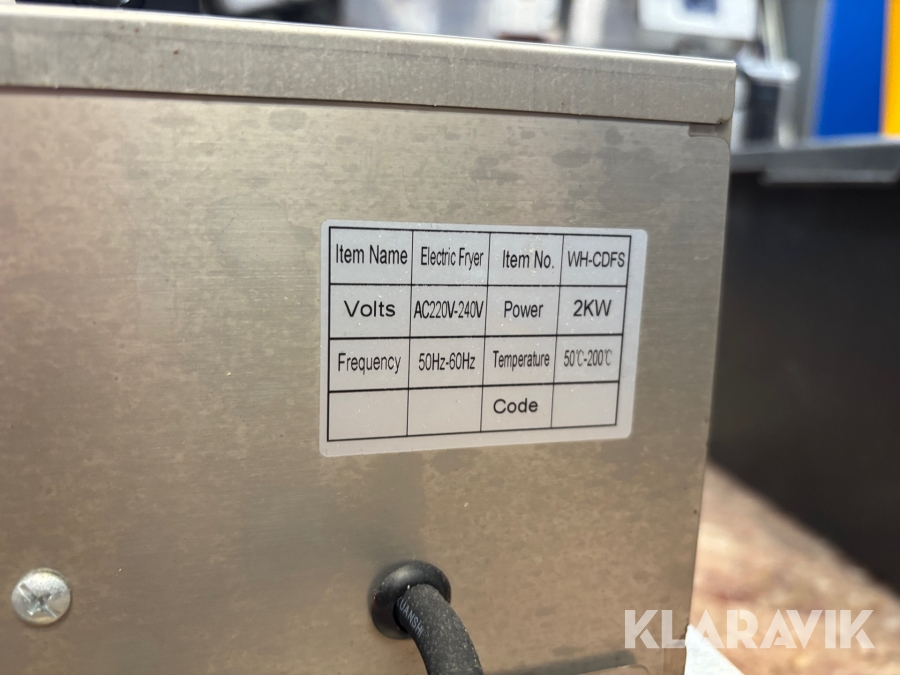 Item Name Electric Fryer Item No. WH-CDFS
Volts AC220V-240V Power 2KW
Frequency 50Hz-60Hz Temperature 50℃-200℃
Code
KLARAVIK